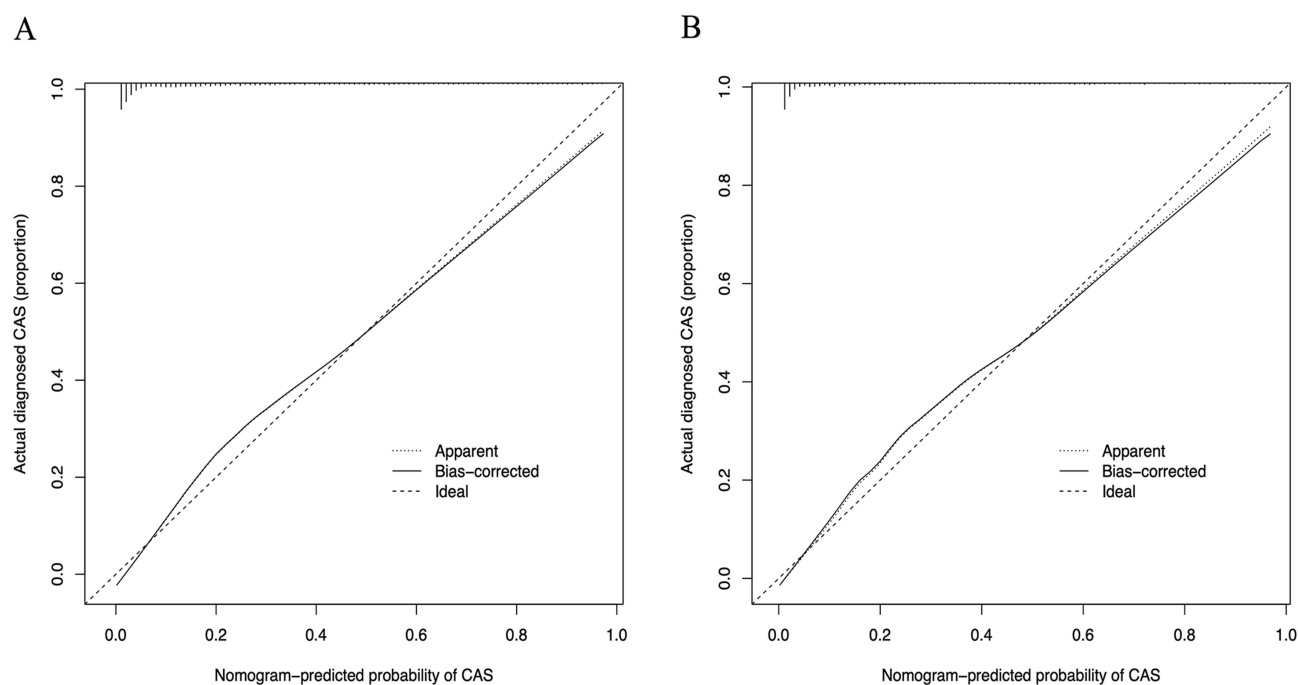 A
1.0
0.8
0.6
0.4
0.2
0.0
Actual diagnosed CAS (proportion)
Apparent
Bias-corrected
Ideal
0.0 0.2 0.4 0.6 0.8 1.0
Nomogram-predicted probability of CAS
B
1.0
0.8
0.6
0.4
0.2
0.0
Actual diagnosed CAS (proportion)
Apparent
Bias-corrected
Ideal
0.0 0.2 0.4 0.6 0.8 1.0
Nomogram-predicted probability of CAS